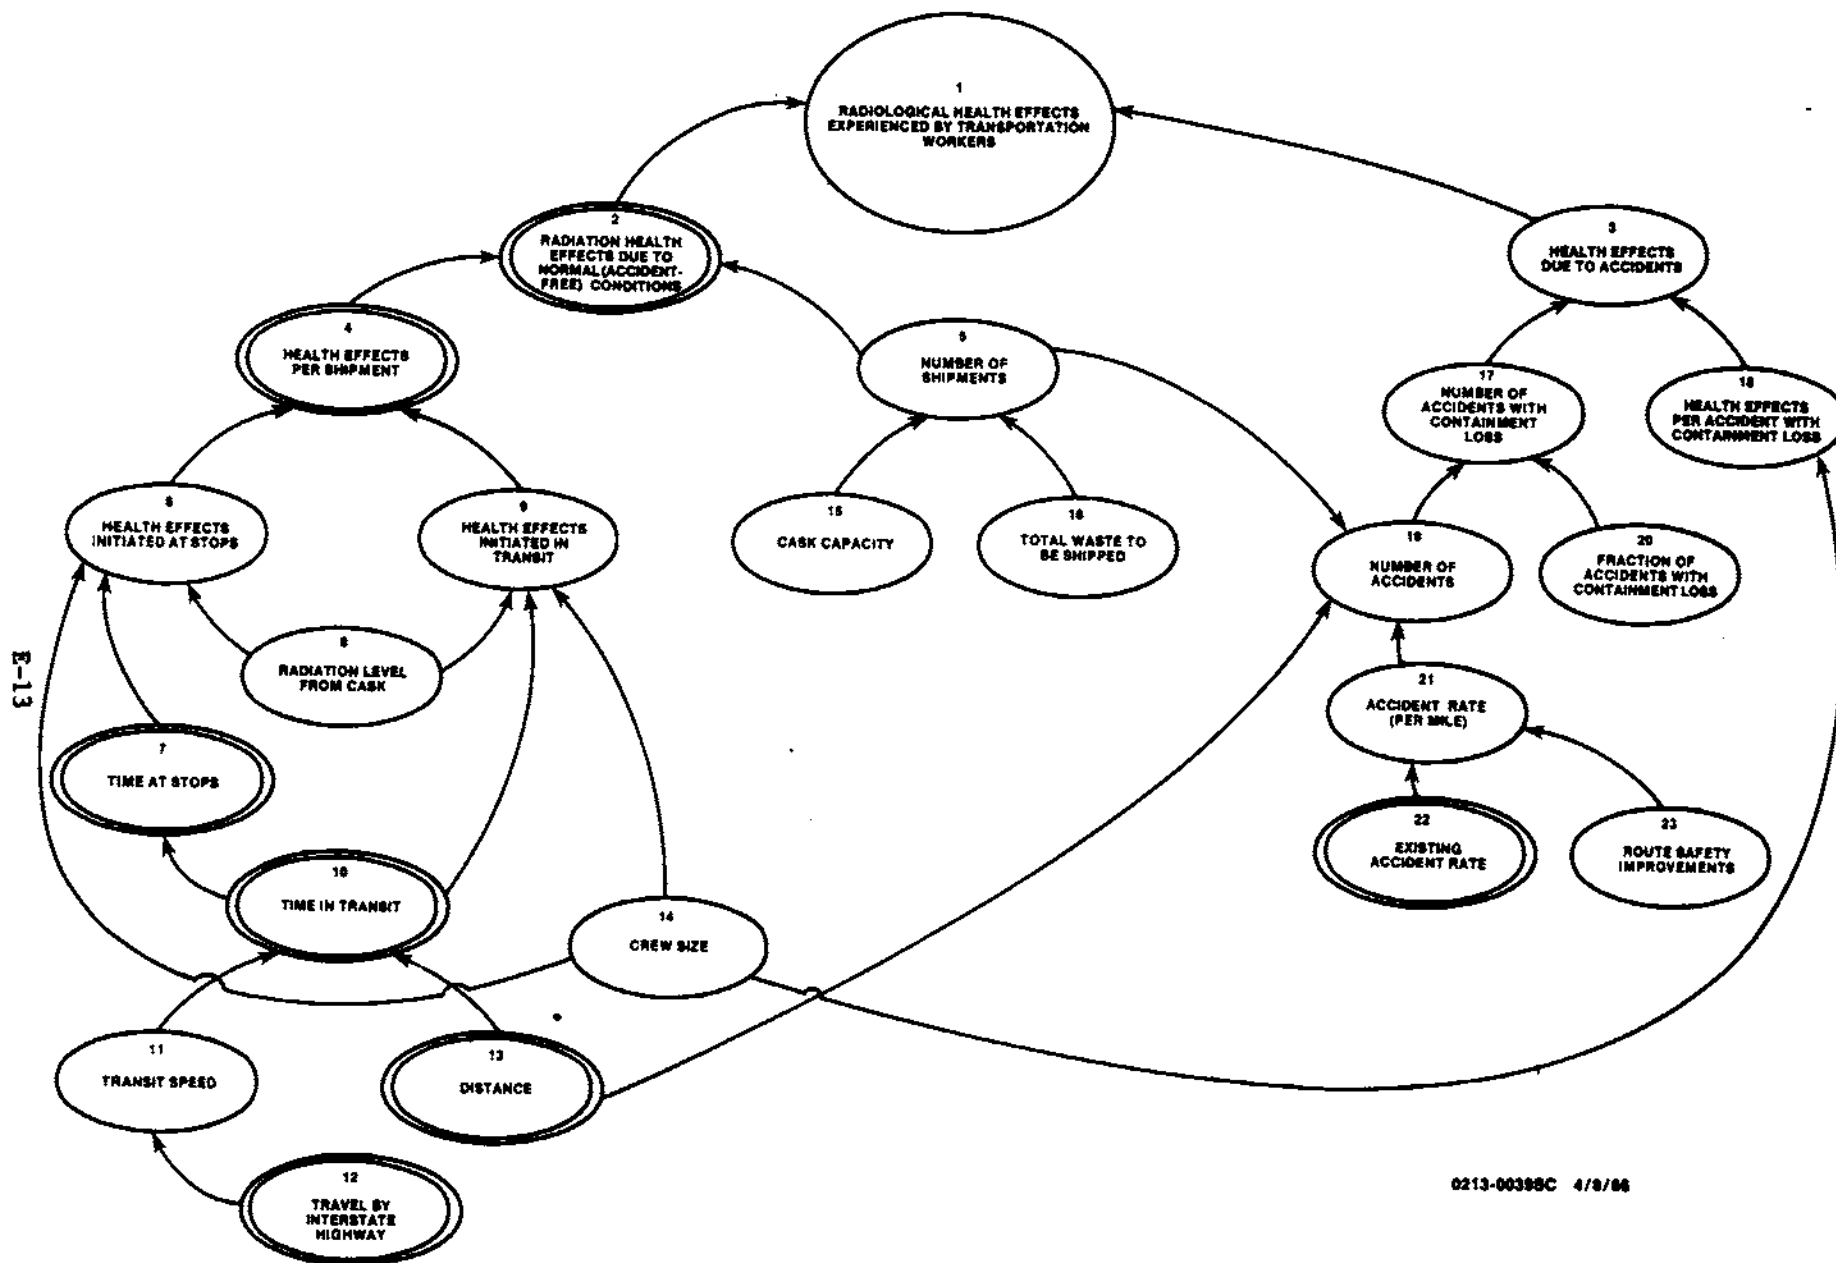 1
RADIOLOGICAL HEALTH EFFECTS
EXPERIENCED BY TRANSPORTATION
WORKERS
2
RADIATION HEALTH
EFFECTS DUE TO
NORMAL (ACCIDENT-
FREE) CONDITIONS
3
HEALTH EFFECTS
DUE TO ACCIDENTS
4
HEALTH EFFECTS
PER SHIPMENT
5
NUMBER OF
SHIPMENTS
17
NUMBER OF
ACCIDENTS WITH
CONTAINMENT
LOSS
18
HEALTH EFFECTS
PER ACCIDENT WITH
CONTAINMENT LOSS
6
HEALTH EFFECTS
INITIATED AT STOPS
9
HEALTH EFFECTS
INITIATED IN
TRANSIT
15
CASK CAPACITY
16
TOTAL WASTE TO
BE SHIPPED
19
NUMBER OF
ACCIDENTS
20
FRACTION OF
ACCIDENTS WITH
CONTAINMENT LOSS
8
RADIATION LEVEL
FROM CASK
E-13
21
ACCIDENT RATE
(PER MILE)
7
TIME AT STOPS
22
EXISTING
ACCIDENT RATE
23
ROUTE SAFETY
IMPROVEMENTS
10
TIME IN TRANSIT
14
CREW SIZE
11
TRANSIT SPEED
13
DISTANCE
12
TRAVEL BY
INTERSTATE
HIGHWAY